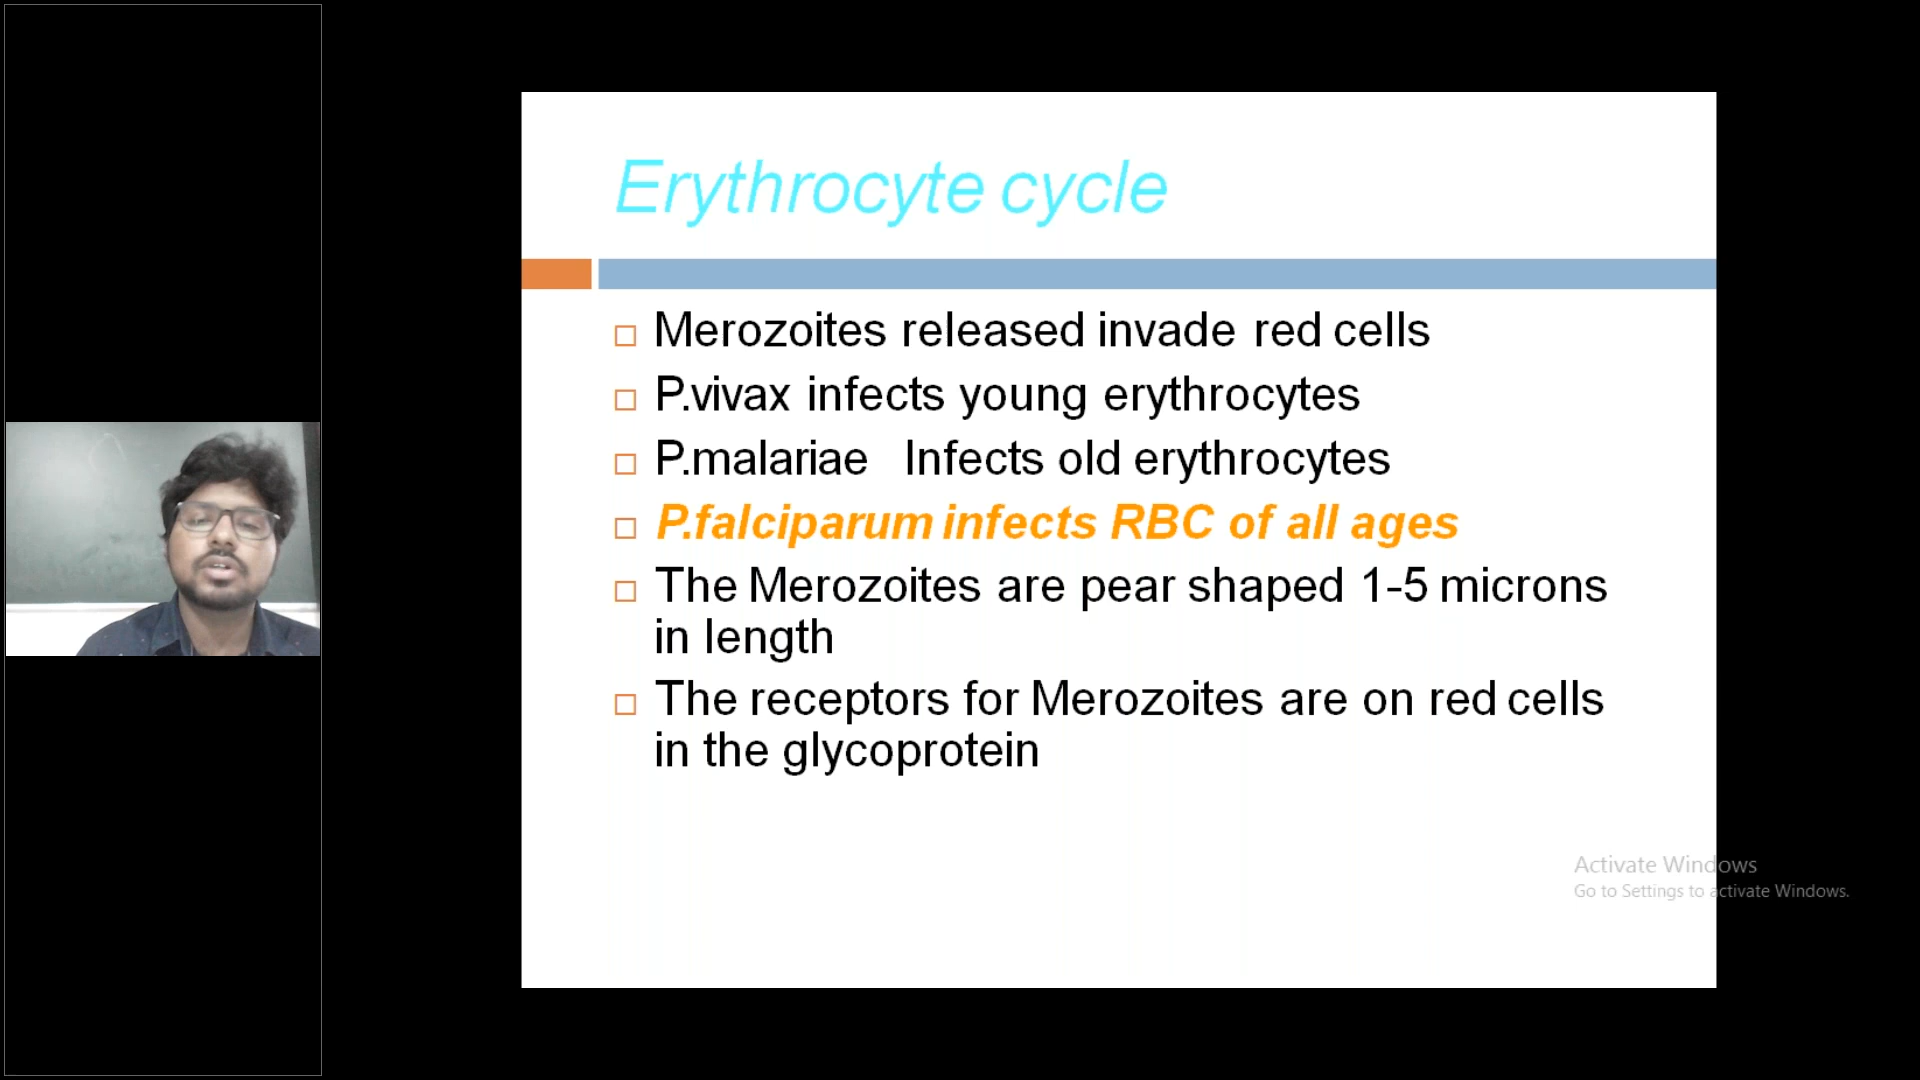 Erythrocyte cycle
Merozoites released invade red cells
P.vivax infects young erythrocytes
P.malariae Infects old erythrocytes
P.falciparum infects RBC of all ages
The Merozoites are pear shaped 1-5 microns
in length
The receptors for Merozoites are on red cells
in the glycoprotein
Activate Windows
Go to Settings to activate Windows.